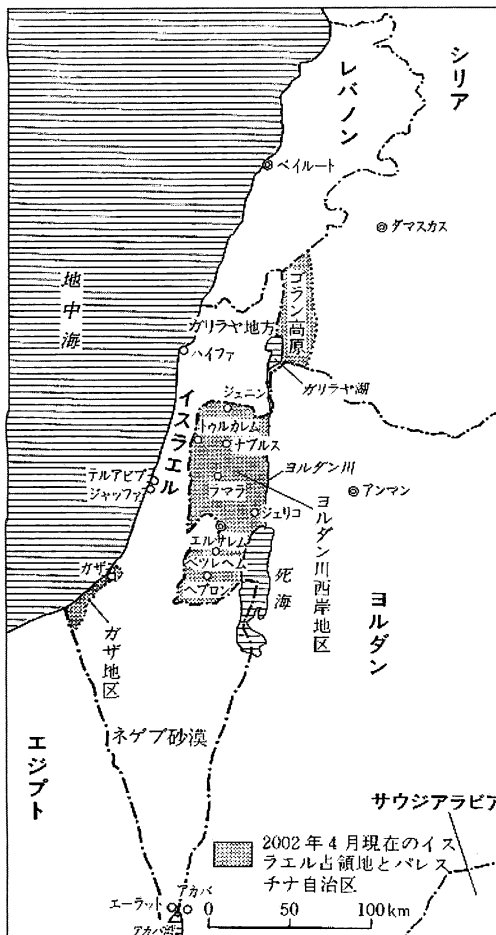 シリア
レバノン
ベイルート
ダマスカス
地中海
ゴラン高原
ガリラヤ地方
ハイファ
ガリラヤ湖
イスラエル
ジェニン
トゥルカレム
ナブルス
ヨルダン川
テルアビブ
ジャッファ
ラマラ
アンマン
ジェリコ
ヨルダン川西岸地区
エルサレム
ベツレヘム
ヘブロン
ガザ
死海
ガザ地区
ヨルダン
ネゲブ砂漠
エジプト
サウジアラビア
2002年4月現在のイス
ラエル占領地とパレス
チナ自治区
アカバ
エーラット
アカバ湾
0 50 100km